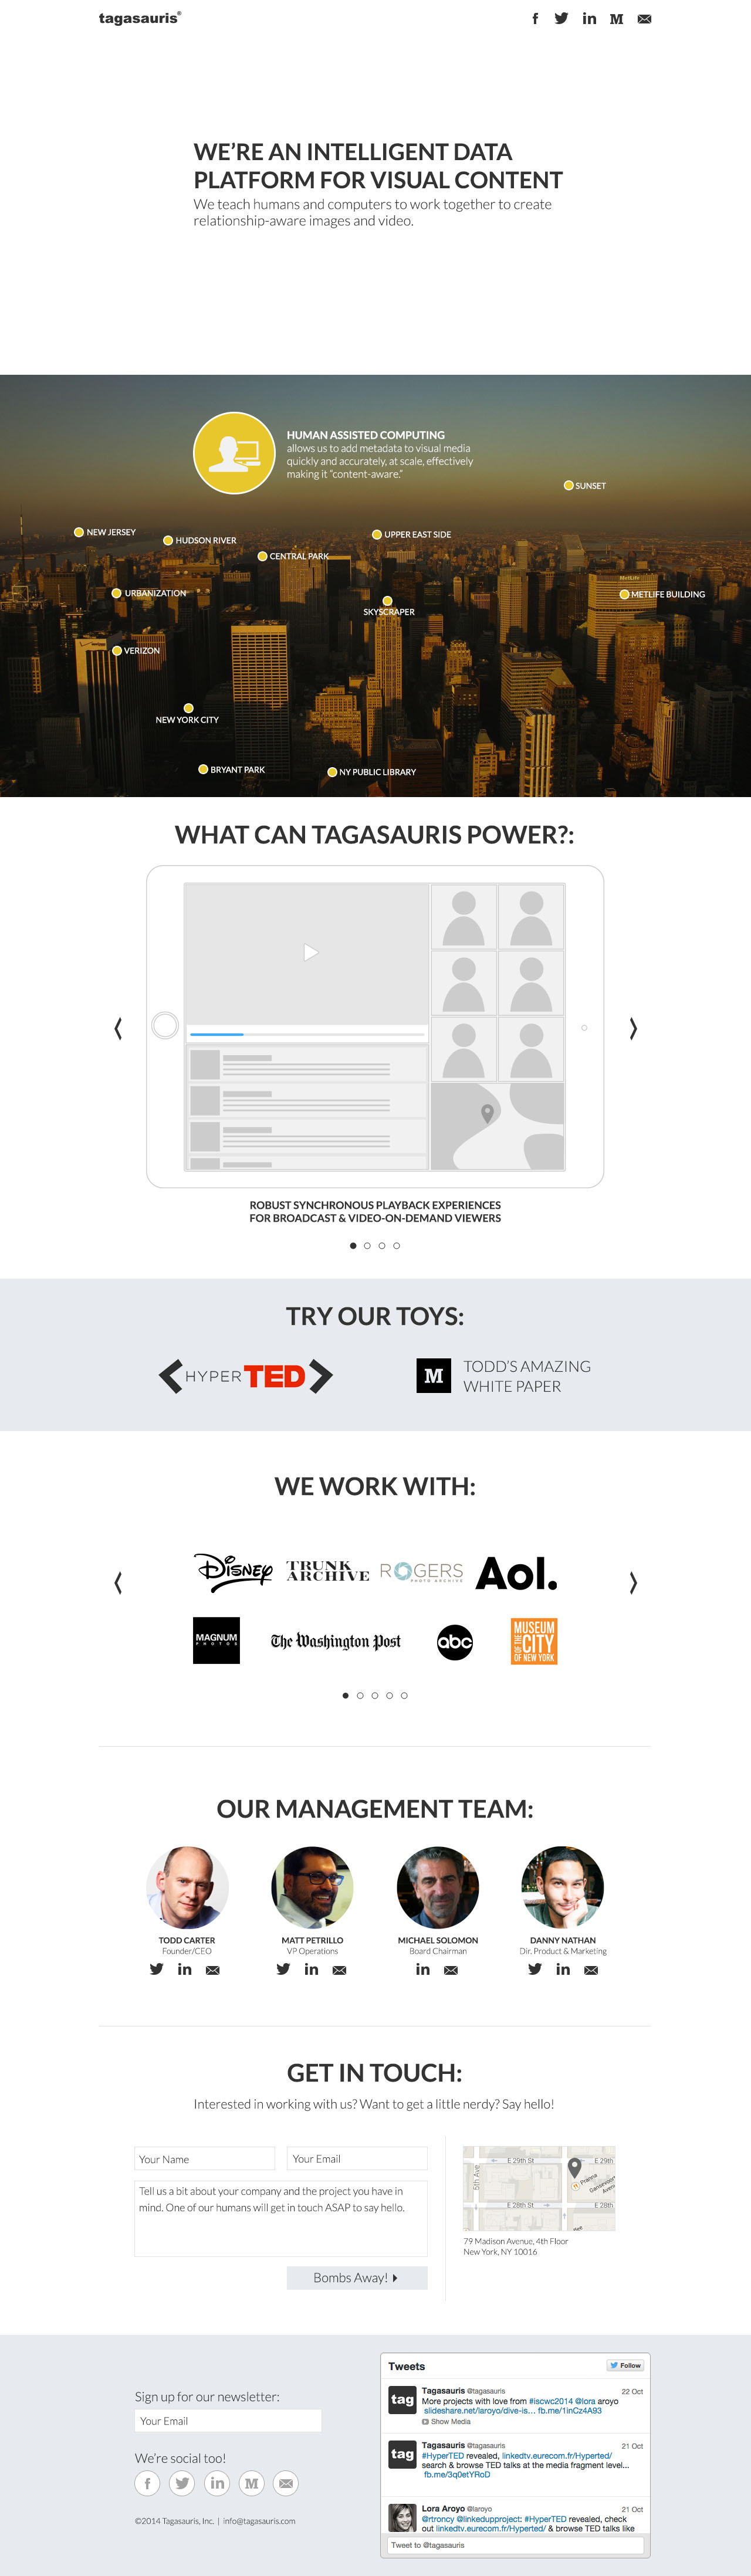 tagasauris®
WE'RE AN INTELLIGENT DATA
PLATFORM FOR VISUAL CONTENT
We teach humans and computers to work together to create
relationship-aware images and video.
HUMAN ASSISTED COMPUTING
allows us to add metadata to visual media
quickly and accurately, at scale, effectively
making it "content-aware."
SUNSET
NEW JERSEY
HUDSON RIVER
UPPER EAST SIDE
CENTRAL PARK
MetLife
URBANIZATION
METLIFE BUILDING
SKYSCRAPER
VERIZON
NEW YORK CITY
BRYANT PARK
NY PUBLIC LIBRARY
WHAT CAN TAGASAURIS POWER?:
ROBUST SYNCHRONOUS PLAYBACK EXPERIENCES
FOR BROADCAST & VIDEO-ON-DEMAND VIEWERS
TRY OUR TOYS:
HYPERTED
M
TODD'S AMAZING
WHITE PAPER
WE WORK WITH:
Disney
TRUNK
ARCHIVE
ROGERS
PHOTO ARCHIVE
Aol.
MAGNUM
PHOTOS
The Washington Post
abc
MUSEUM
OF THE CITY
OF NEW YORK
OUR MANAGEMENT TEAM:
TODD CARTER
Founder/CEO
MATT PETRILLO
VP Operations
MICHAEL SOLOMON
Board Chairman
DANNY NATHAN
Dir. Product & Marketing
GET IN TOUCH:
Interested in working with us? Want to get a little nerdy? Say hello!
Your Name
Your Email
Tell us a bit about your company and the project you have in
mind. One of our humans will get in touch ASAP to say hello.
Bombs Away!
E 29th St
E 29th
5th Ave
E 28th St
E 28th
79 Madison Avenue, 4th Floor
New York, NY 10016
Sign up for our newsletter:
Your Email
We're social too!
©2014 Tagasauris, Inc. | info@tagasauris.com
Tweets
Follow
tag
Tagasauris @tagasauris
22 Oct
More projects with love from #iscwc2014 @lora aroyo
slideshare.net/laroyo/dive-is... fb.me/1inCz4A93
Show Media
tag
Tagasauris @tagasauris
21 Oct
#HyperTED revealed, linkedtv.eurecom.fr/Hyperted/
search & browse TED talks at the media fragment level...
fb.me/3q0etYRoD
Lora Aroyo @laroyo
21 Oct
@rtroncy @linkedupproject: #HyperTED revealed, check
out linkedtv.eurecom.fr/Hyperted/ & browse TED talks like
Tweet to @tagasauris